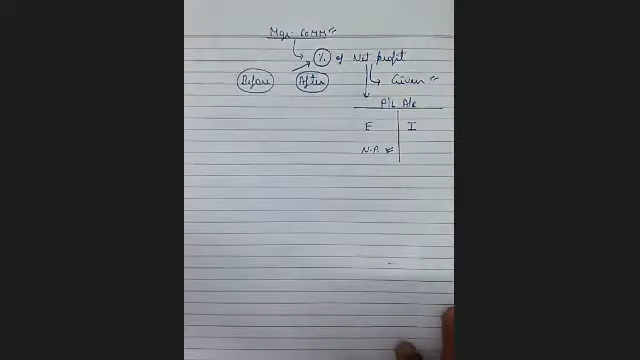 Mgr. Comm
% of Net profit
Before After Given
P/L A/c
E I
N.P.